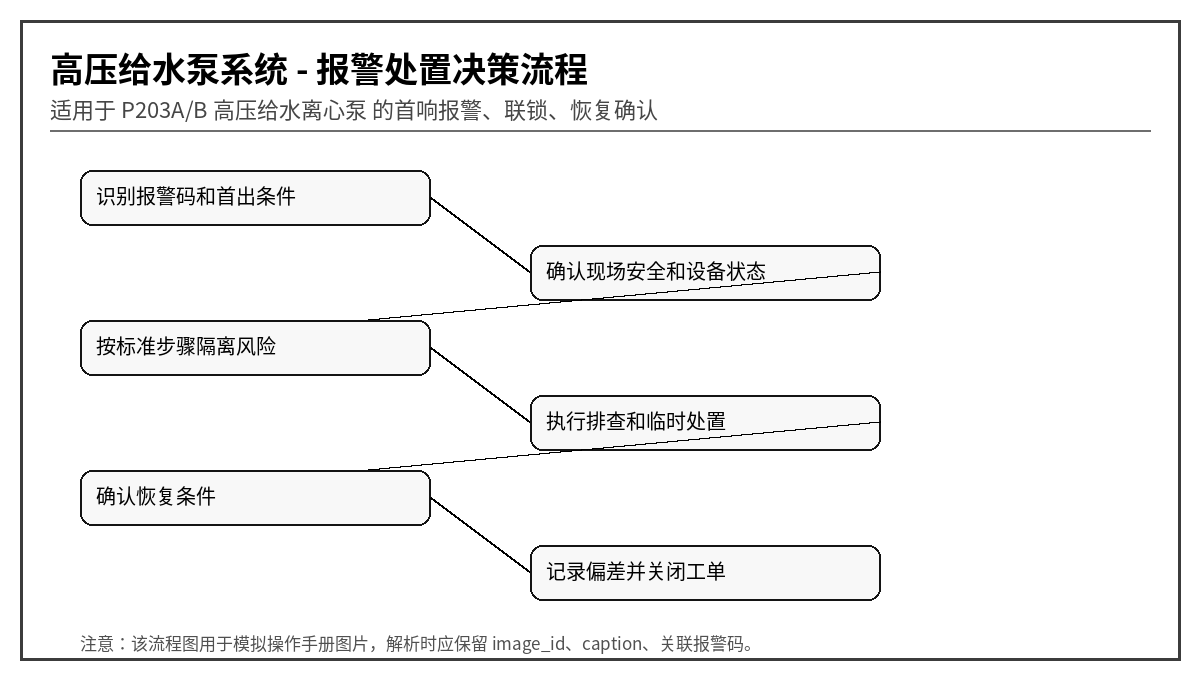 高压给水泵系统 - 报警处置决策流程
适用于 P203A/B 高压给水离心泵 的首响报警、联锁、恢复确认
识别报警码和首出条件
确认现场安全和设备状态
按标准步骤隔离风险
执行排查和临时处置
确认恢复条件
记录偏差并关闭工单
注意：该流程图用于模拟操作手册图片，解析时应保留 image_id、caption、关联报警码。